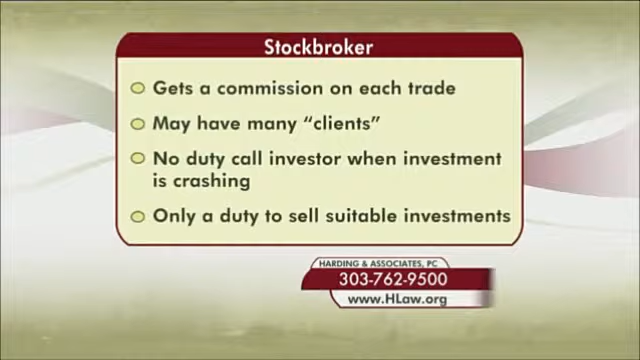 Stockbroker
Gets a commission on each trade
May have many “clients”
No duty call investor when investment
is crashing
Only a duty to sell suitable investments
HARDING & ASSOCIATES, PC
303-762-9500
www.HLaw.org